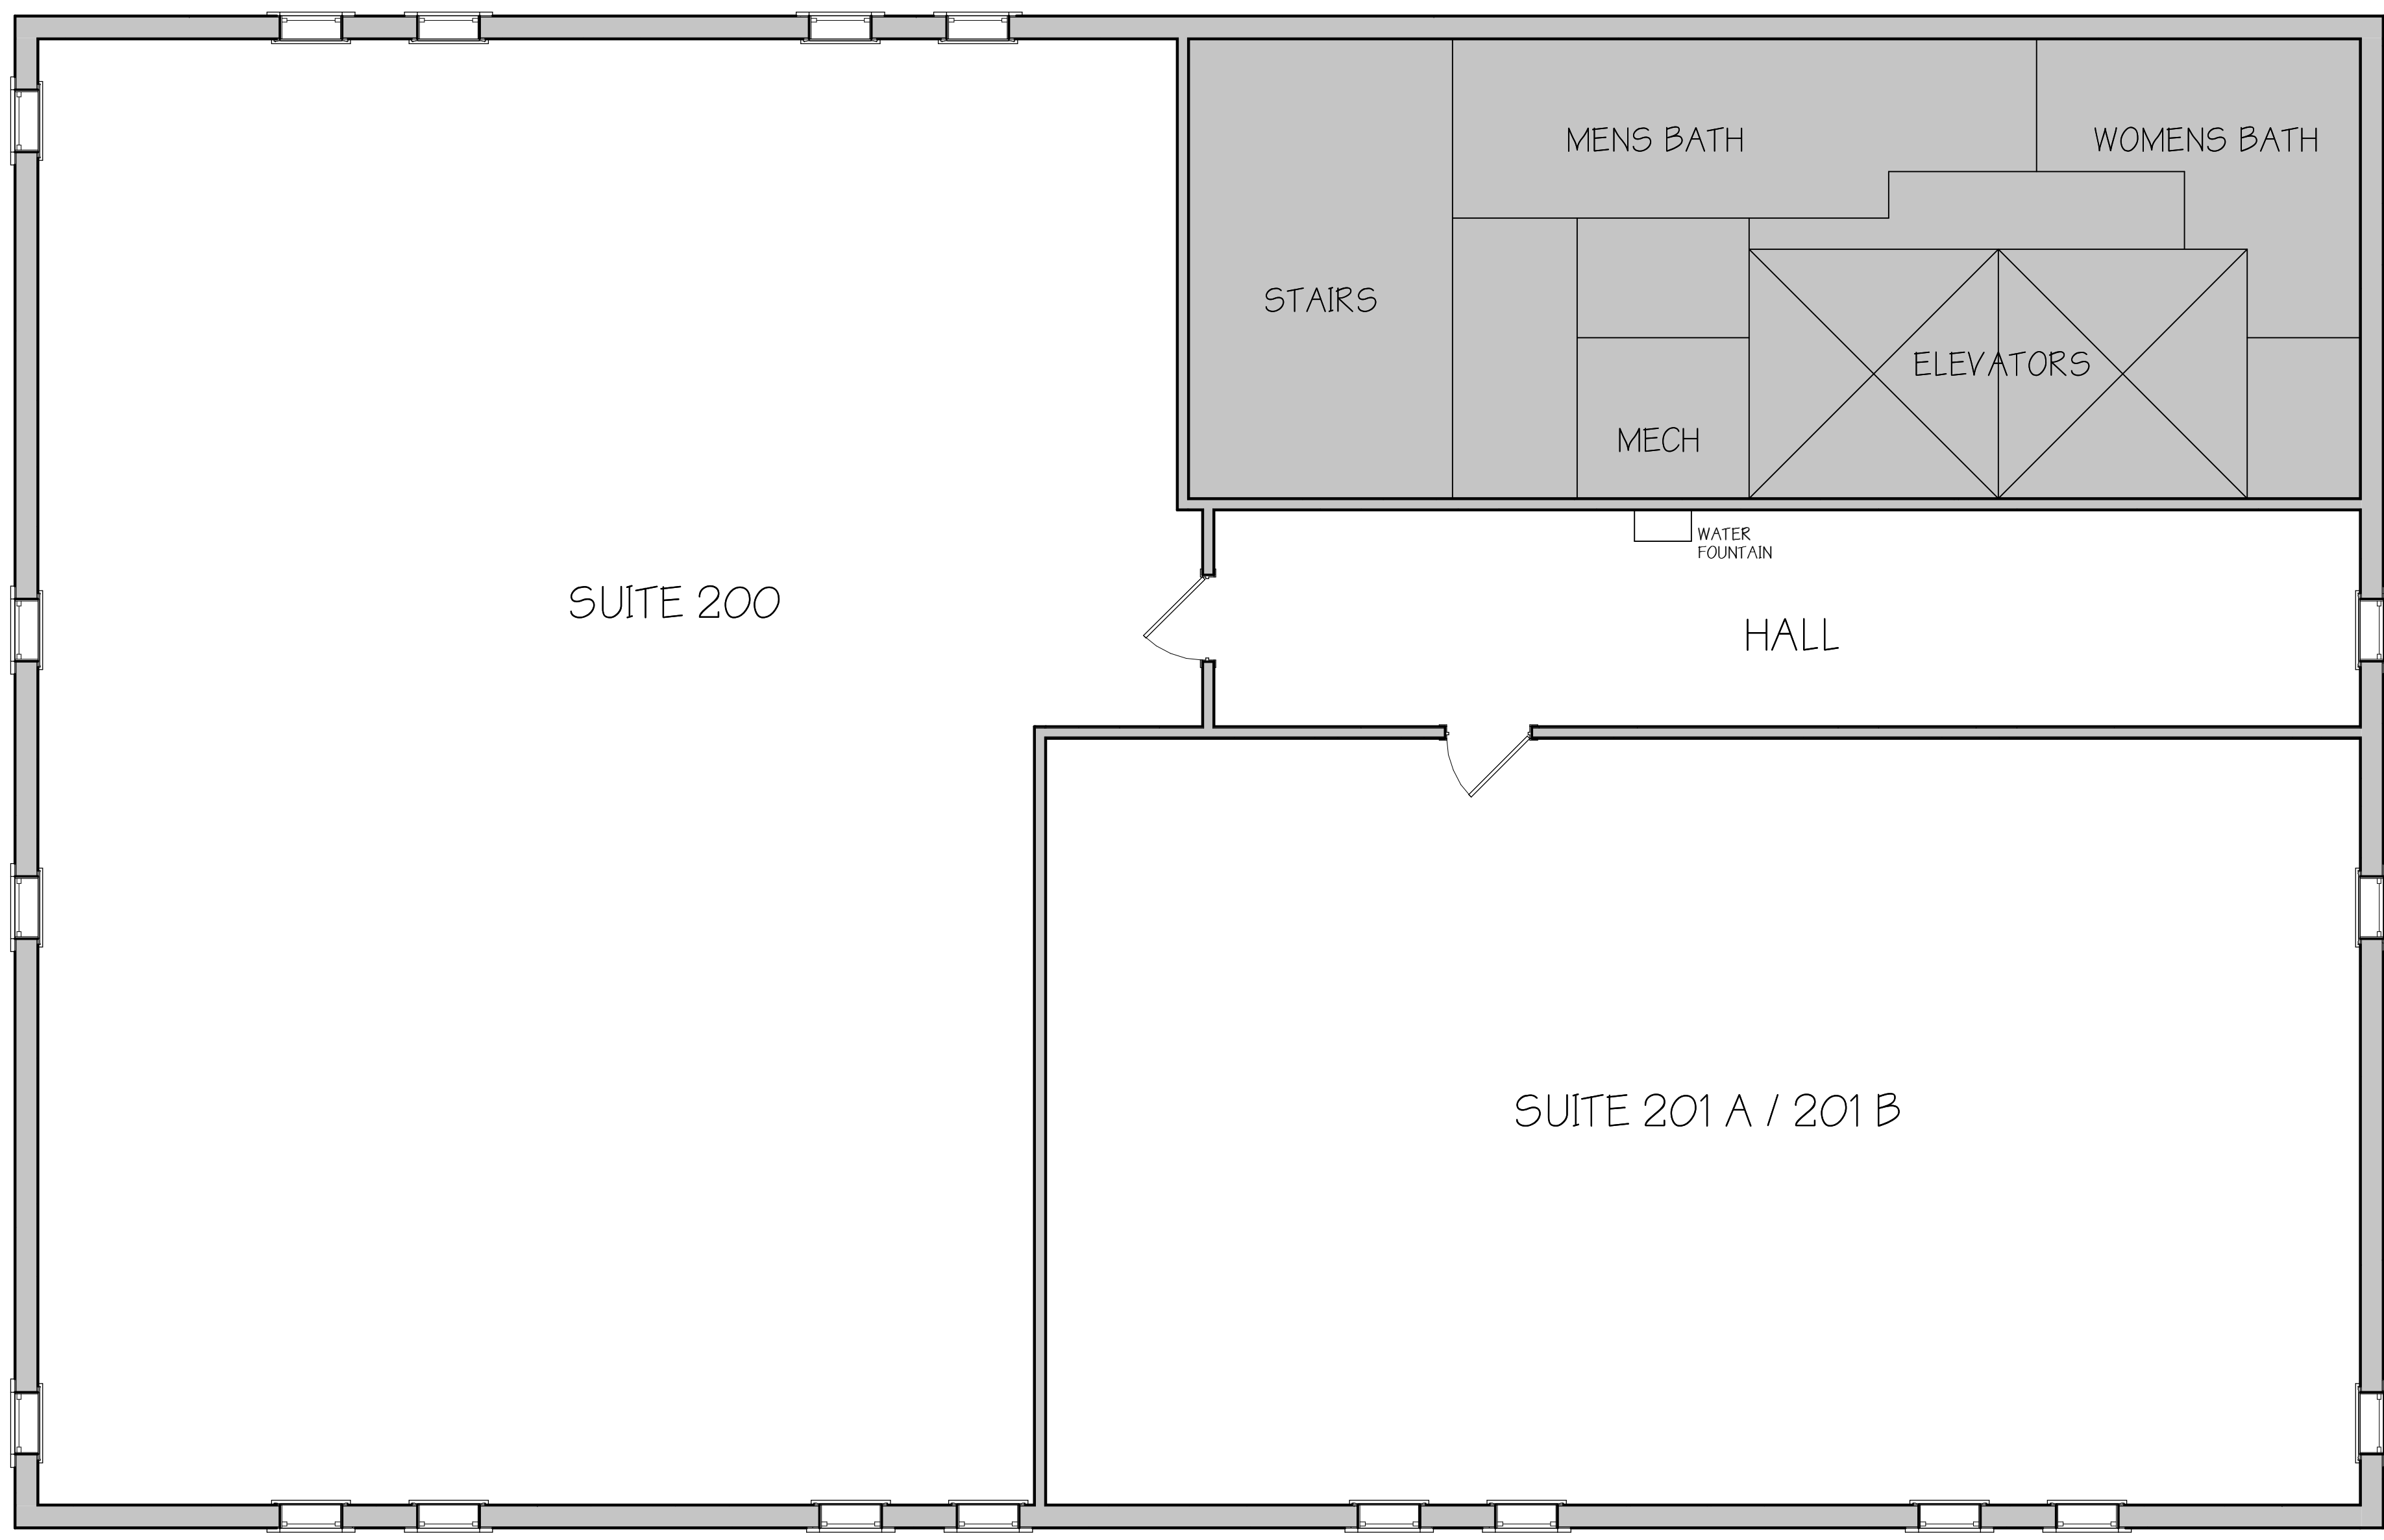 MENS BATH
WOMENS BATH
STAIRS
ELEVATORS
MECH
WATER
FOUNTAIN
SUITE 200
HALL
SUITE 201 A / 201 B